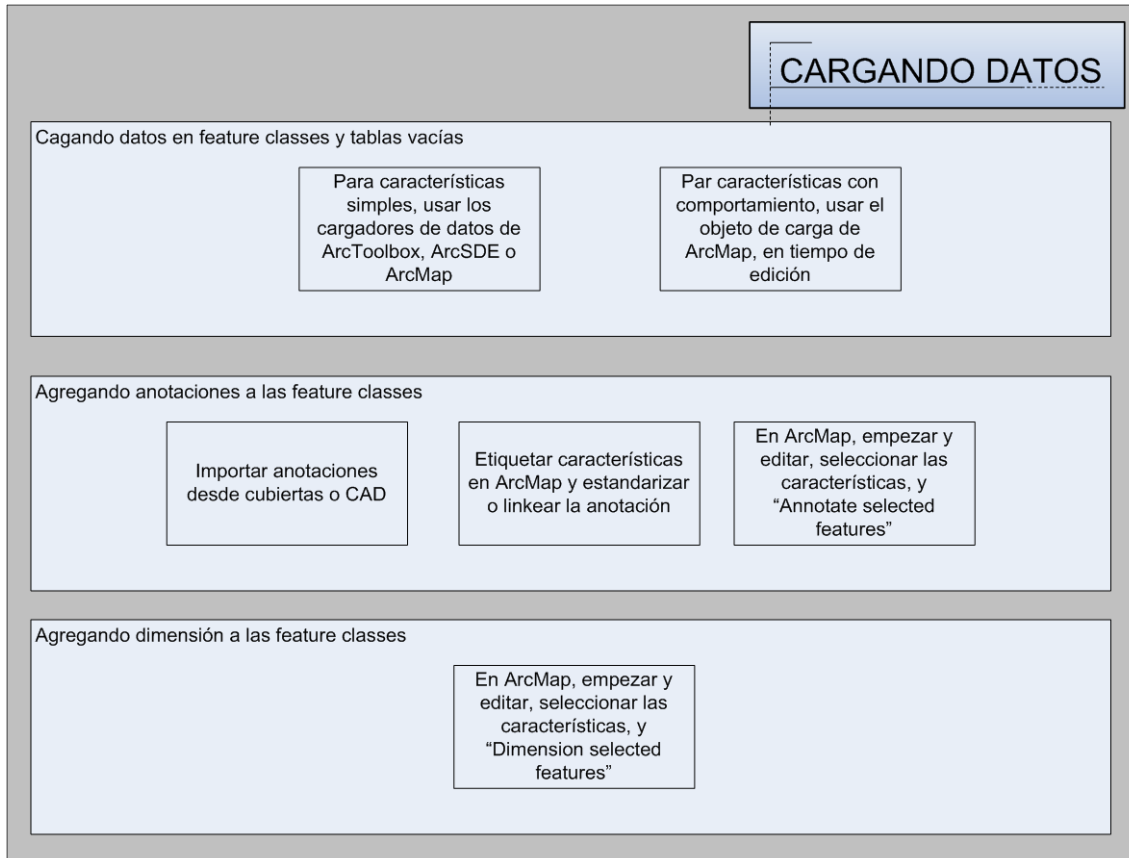 CARGANDO DATOS
Cagando datos en feature classes y tablas vacías
Para características
simples, usar los
cargadores de datos de
ArcToolbox, ArcSDE o
ArcMap
Par características con
comportamiento, usar el
objeto de carga de
ArcMap, en tiempo de
edición
Agregando anotaciones a las feature classes
Importar anotaciones
desde cubiertas o CAD
Etiquetar características
en ArcMap y estandarizar
o linkear la anotación
En ArcMap, empezar y
editar, seleccionar las
características, y
“Annotate selected
features”
Agregando dimensión a las feature classes
En ArcMap, empezar y
editar, seleccionar las
características, y
“Dimension selected
features”